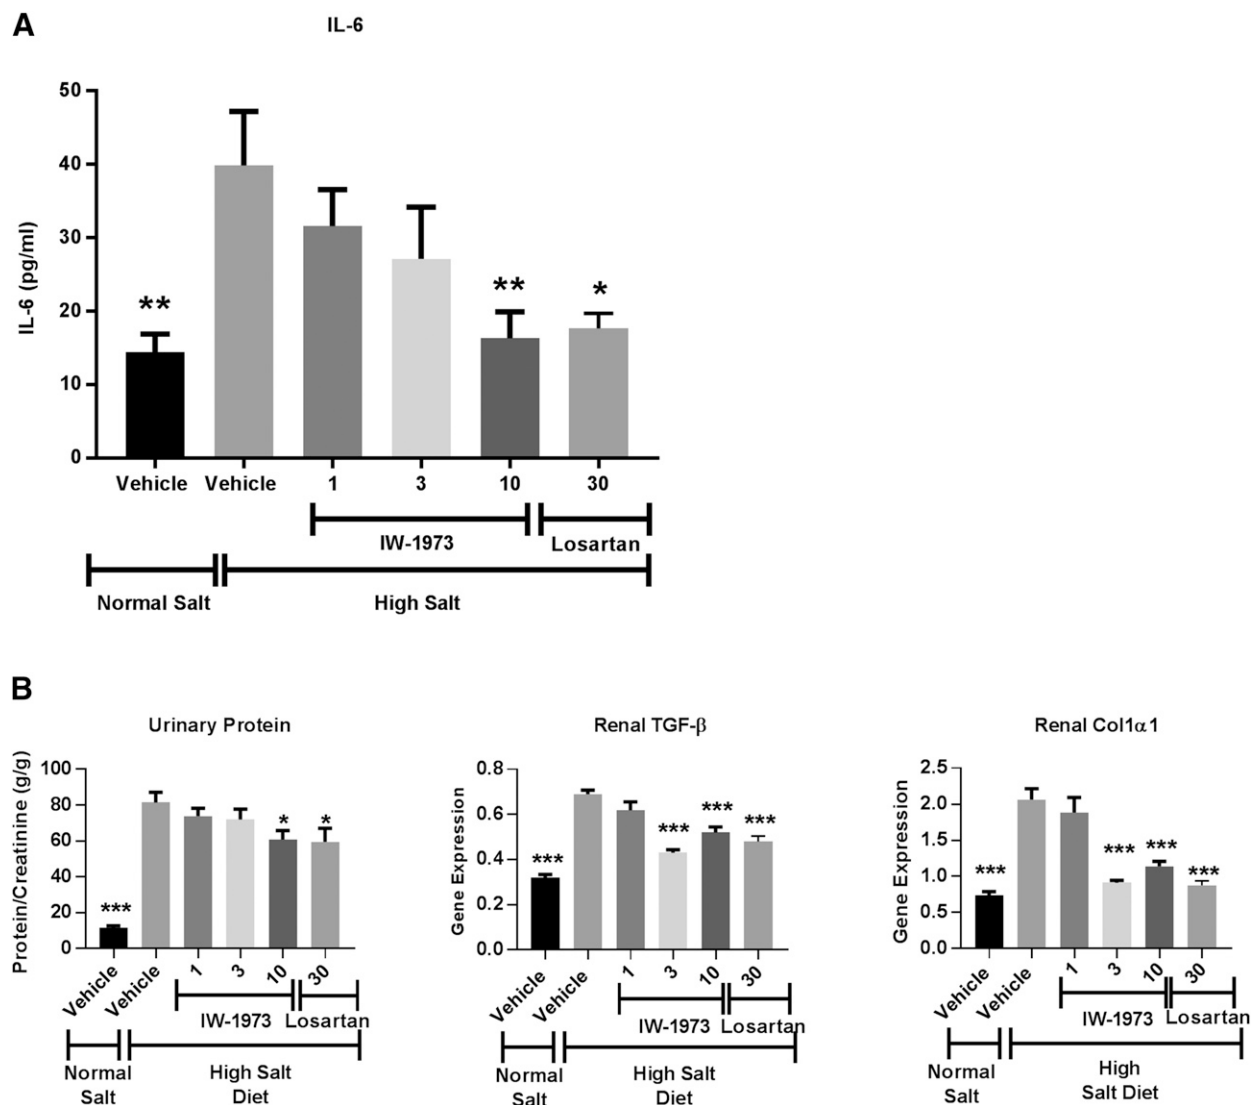 A
IL-6
IL-6 (pg/ml)
50
40
30
20
10
0
** ** *
Vehicle Vehicle 1 3 10 30
IW-1973 Losartan
Normal Salt High Salt
B
Urinary Protein
Protein/Creatinine (g/g)
100
80
60
40
20
0
*** * *
Vehicle Vehicle 1 3 10 30
IW-1973 Losartan
Normal High Salt
Salt Diet
Renal TGF-β
Gene Expression
0.8
0.6
0.4
0.2
0.0
*** *** *** ***
Vehicle Vehicle 1 3 10 30
IW-1973 Losartan
Normal High Salt
Salt Diet
Renal Col1α1
Gene Expression
2.5
2.0
1.5
1.0
0.5
0.0
*** *** *** ***
Vehicle Vehicle 1 3 10 30
IW-1973 Losartan
Normal High
Salt Salt Diet